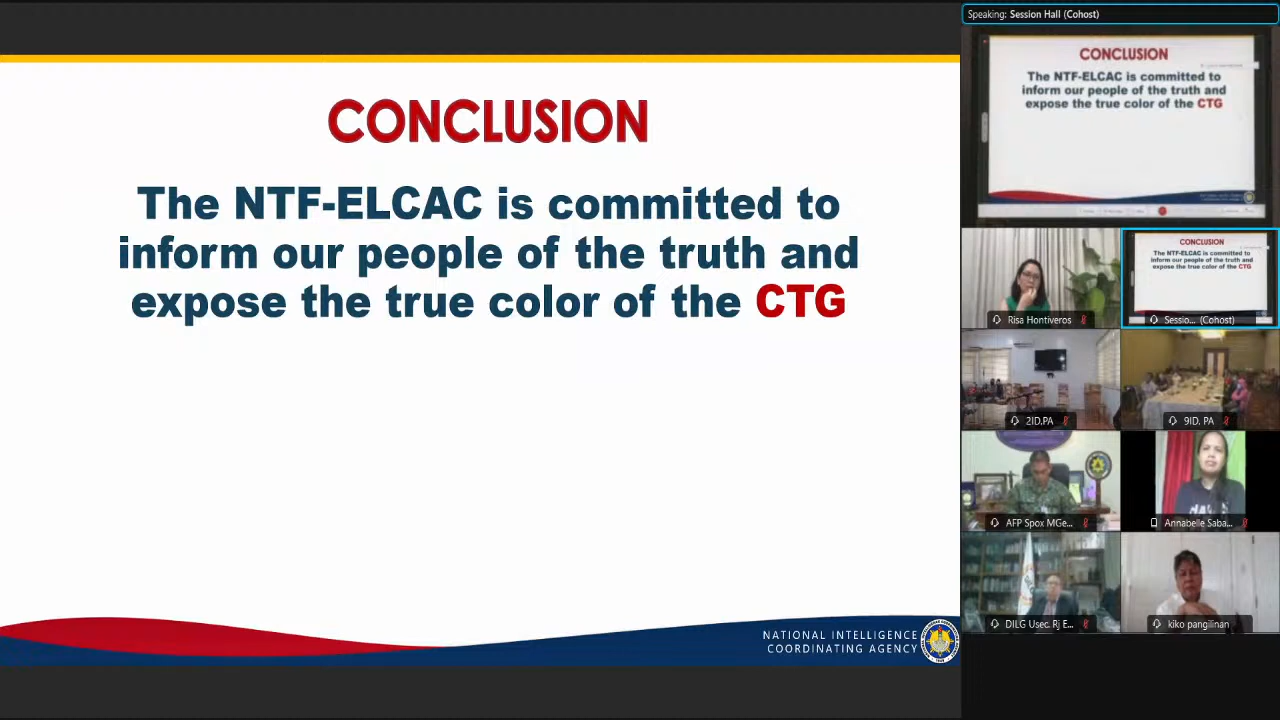 CONCLUSION
The NTF-ELCAC is committed to
inform our people of the truth and
expose the true color of the CTG
NATIONAL INTELLIGENCE
COORDINATING AGENCY
Speaking: Session Hall (Cohost)
CONCLUSION
The NTF-ELCAC is committed to
inform our people of the truth and
expose the true color of the CTG
Risa Hontiveros
CONCLUSION
The NTF-ELCAC is committed to
inform our people of the truth and
expose the true color of the CTG
Sessio... (Cohost)
2ID.PA
9ID. PA
AFP Spox MGe...
Annabelle Saba...
DILG Usec. Rj E...
kiko pangilinan